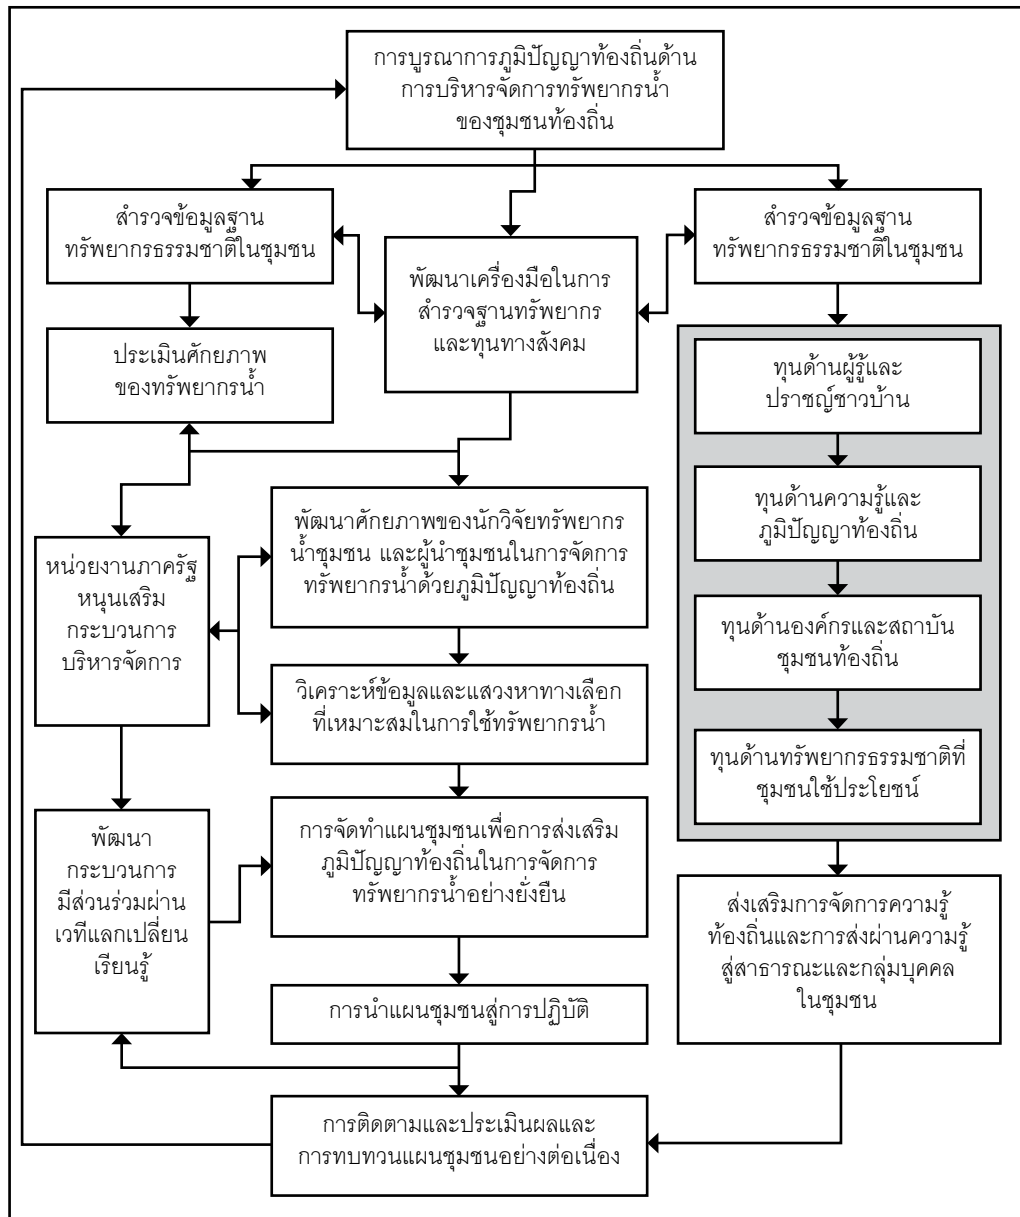 การบูรณาการภูมิปัญญาท้องถิ่นด้าน
การบริหารจัดการทรัพยากรน้ำ
ของชุมชนท้องถิ่น
สำรวจข้อมูลฐาน
ทรัพยากรธรรมชาติในชุมชน
พัฒนาเครื่องมือในการ
สำรวจฐานทรัพยากร
และทุนทางสังคม
สำรวจข้อมูลฐาน
ทรัพยากรธรรมชาติในชุมชน
ประเมินศักยภาพ
ของทรัพยากรน้ำ
ทุนด้านผู้รู้และ
ปราชญ์ชาวบ้าน
ทุนด้านความรู้และ
ภูมิปัญญาท้องถิ่น
ทุนด้านองค์กรและสถาบัน
ชุมชนท้องถิ่น
ทุนด้านทรัพยากรธรรมชาติที่
ชุมชนใช้ประโยชน์
หน่วยงานภาครัฐ
หนุนเสริม
กระบวนการ
บริหารจัดการ
พัฒนาศักยภาพของนักวิจัยทรัพยากร
น้ำชุมชน และผู้นำชุมชนในการจัดการ
ทรัพยากรน้ำด้วยภูมิปัญญาท้องถิ่น
วิเคราะห์ข้อมูลและแสวงหาทางเลือก
ที่เหมาะสมในการใช้ทรัพยากรน้ำ
พัฒนา
กระบวนการ
มีส่วนร่วมผ่าน
เวทีแลกเปลี่ยน
เรียนรู้
การจัดทำแผนชุมชนเพื่อการส่งเสริม
ภูมิปัญญาท้องถิ่นในการจัดการ
ทรัพยากรน้ำอย่างยั่งยืน
ส่งเสริมการจัดการความรู้
ท้องถิ่นและการส่งผ่านความรู้
สู่สาธารณะและกลุ่มบุคคล
ในชุมชน
การนำแผนชุมชนสู่การปฏิบัติ
การติดตามและประเมินผลและ
การทบทวนแผนชุมชนอย่างต่อเนื่อง